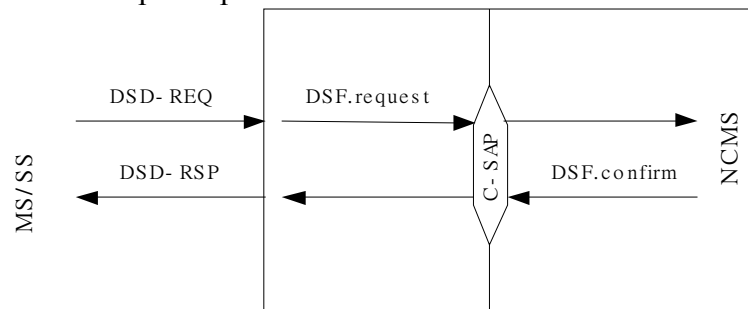 DSD- REQ
DSF.request
DSD- RSP
DSF.confirm
MS/SS
C- SAP
NCMS